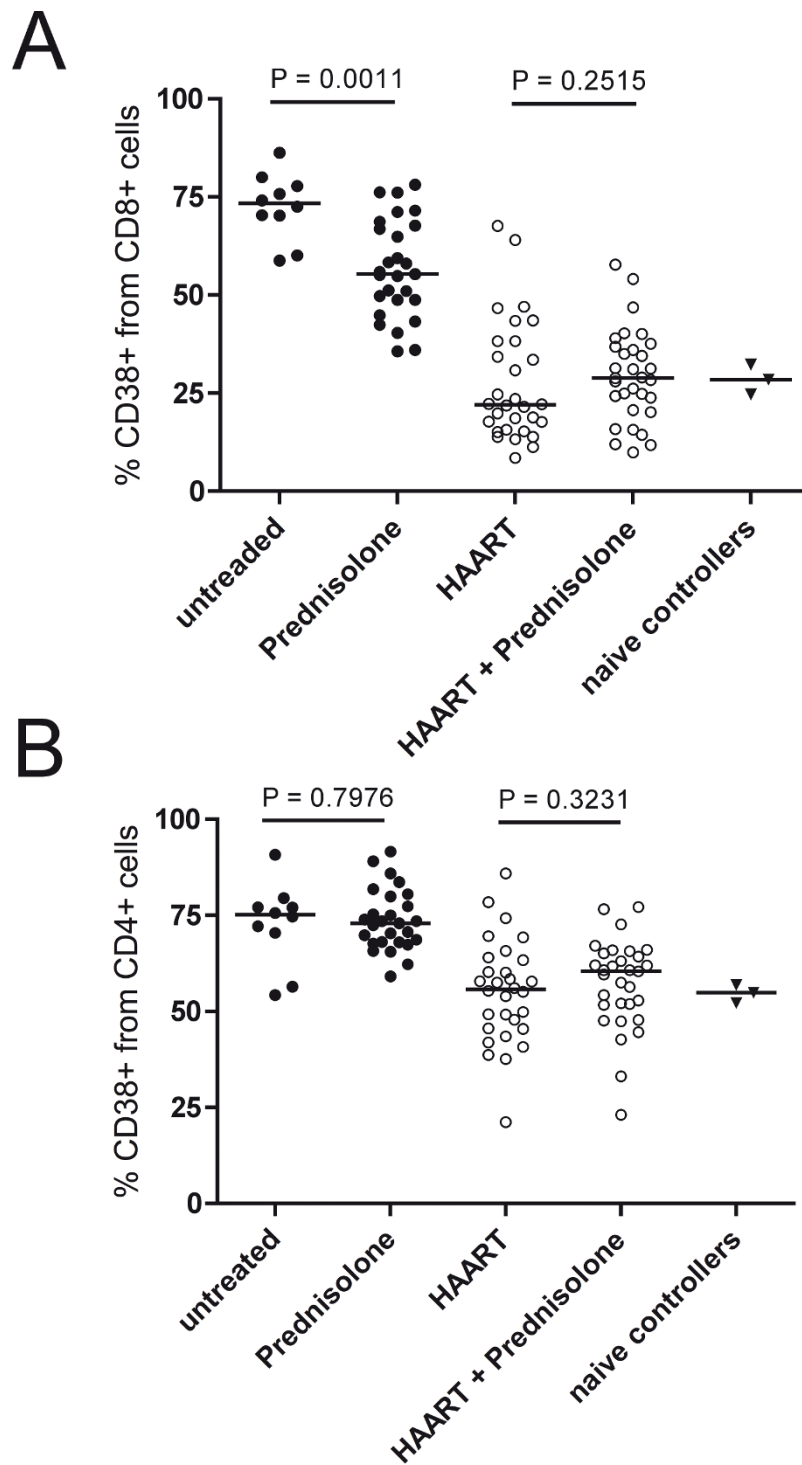 A
P = 0.0011
P = 0.2515
% CD38+ from CD8+ cells
100
75
50
25
0
untreaded
Prednisolone
HAART
HAART + Prednisolone
naive controllers
B
P = 0.7976
P = 0.3231
% CD38+ from CD4+ cells
100
75
50
25
0
untreated
Prednisolone
HAART
HAART + Prednisolone
naive controllers